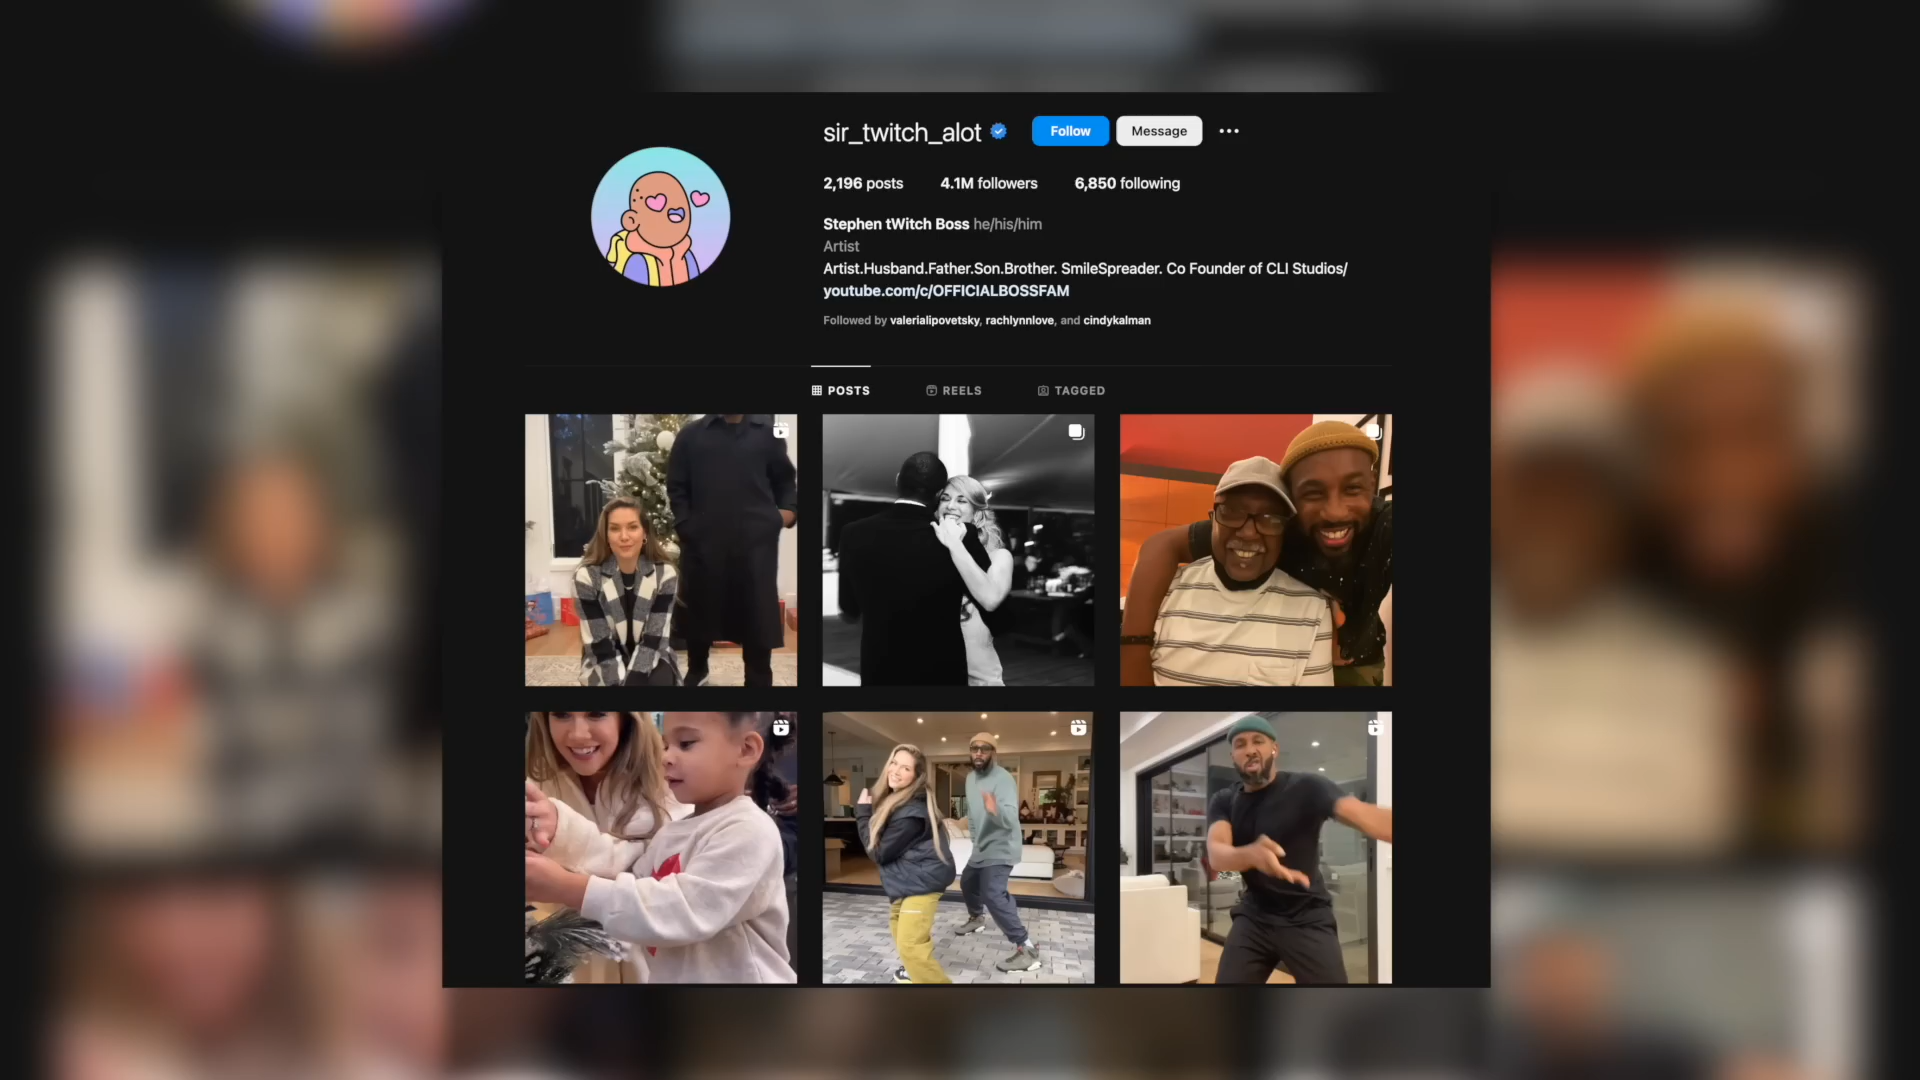 sir_twitch_alot
Follow
Message
2,196 posts
4.1M followers
6,850 following
Stephen tWitch Boss he/his/him
Artist
Artist.Husband.Father.Son.Brother. SmileSpreader. Co Founder of CLI Studios/
youtube.com/c/OFFICIALBOSSFAM
Followed by valerialipovetsky, rachlynnlove, and cindykalman
POSTS
REELS
TAGGED